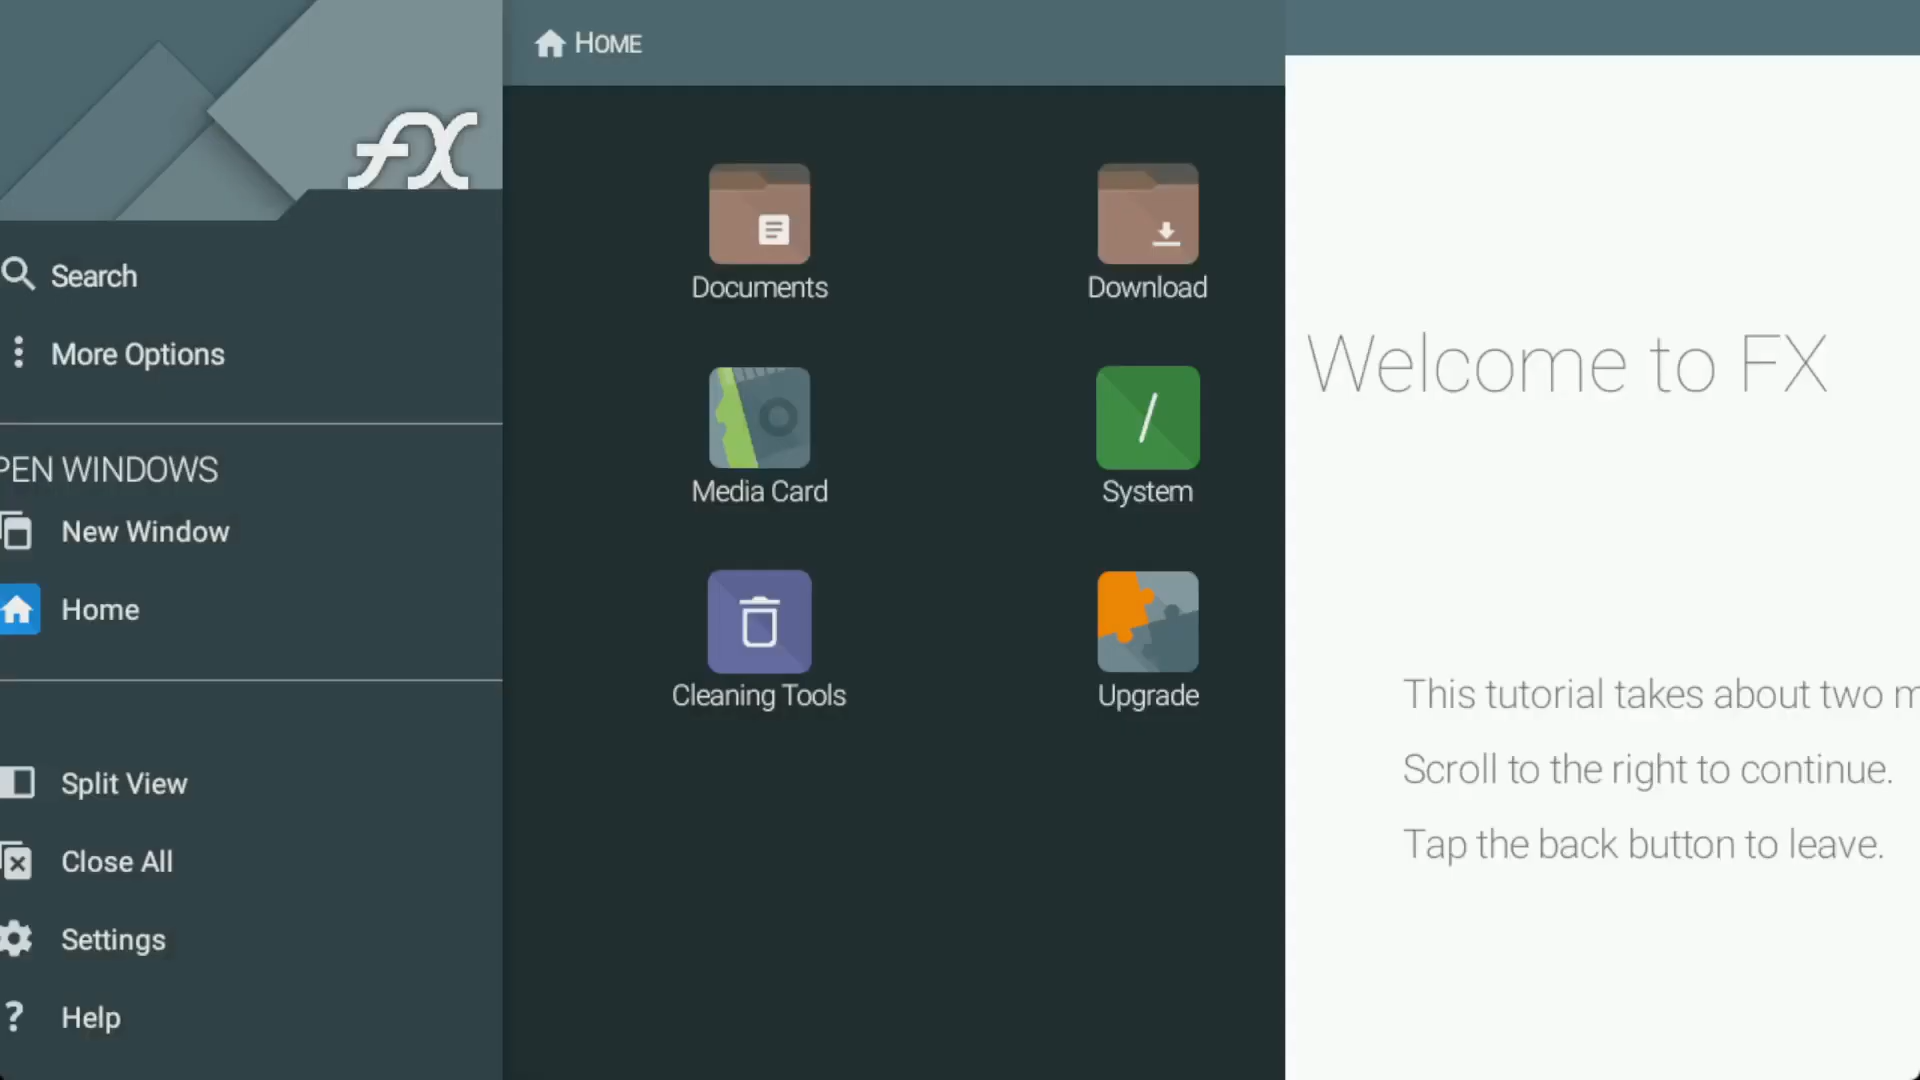 FX
Search
More Options
PEN WINDOWS
New Window
Home
Split View
Close All
Settings
Help
HOME
Documents
Download
Media Card
System
Cleaning Tools
Upgrade
Welcome to FX
This tutorial takes about two m
Scroll to the right to continue.
Tap the back button to leave.